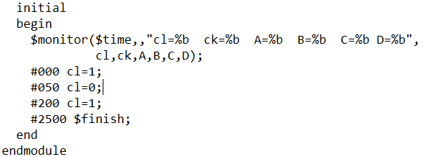 initial
begin
$monitor($time,,"cl=%b ck=%b A=%b B=%b C=%b D=%b",
cl,ck,A,B,C,D);
#000 cl=1;
#050 cl=0;
#200 cl=1;
#2500 $finish;
end
endmodule